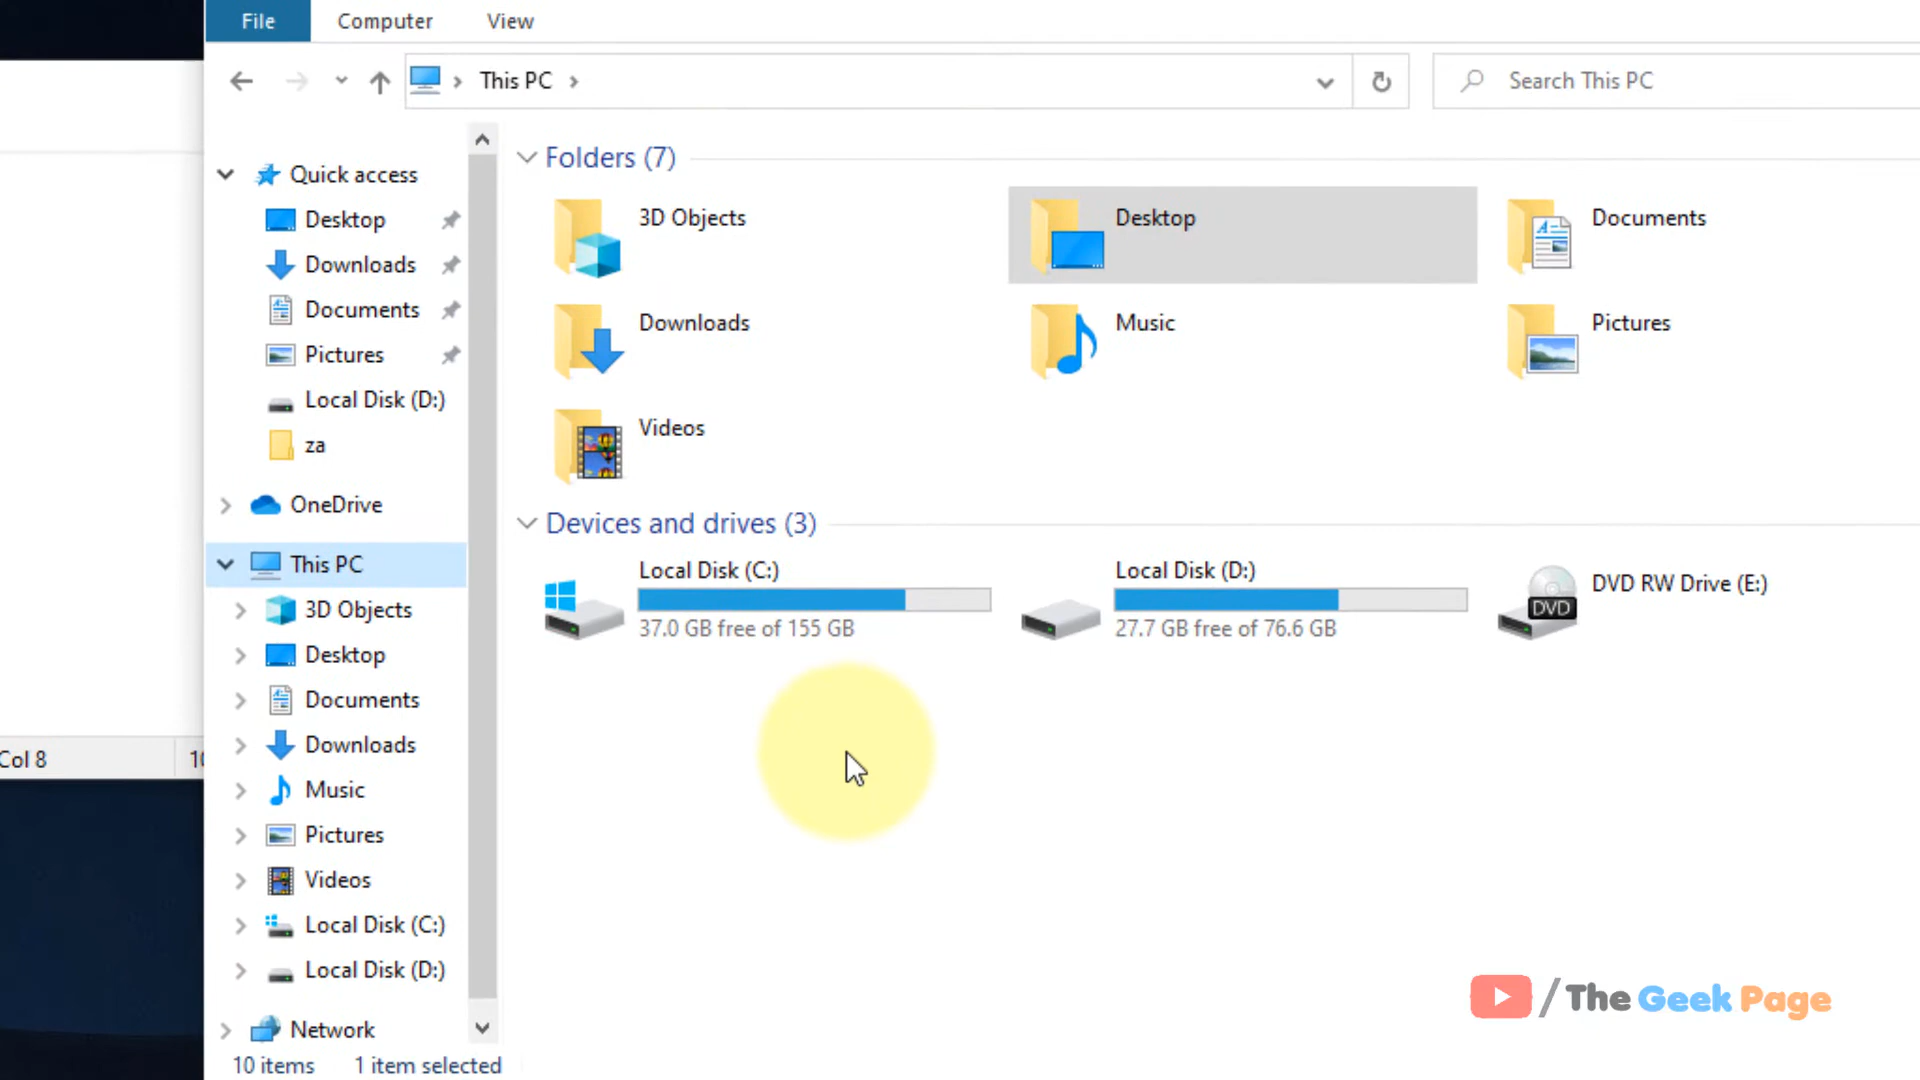 File Computer View
This PC
Search This PC
Quick access
Desktop
Downloads
Documents
Pictures
Local Disk (D:)
za
OneDrive
This PC
3D Objects
Desktop
Documents
Downloads
Music
Pictures
Videos
Local Disk (C:)
Local Disk (D:)
Network
Folders (7)
3D Objects
Desktop
Documents
Downloads
Music
Pictures
Videos
Devices and drives (3)
Local Disk (C:)
37.0 GB free of 155 GB
Local Disk (D:)
27.7 GB free of 76.6 GB
DVD
DVD RW Drive (E:)
Col 8
10 items 1 item selected
/The Geek Page